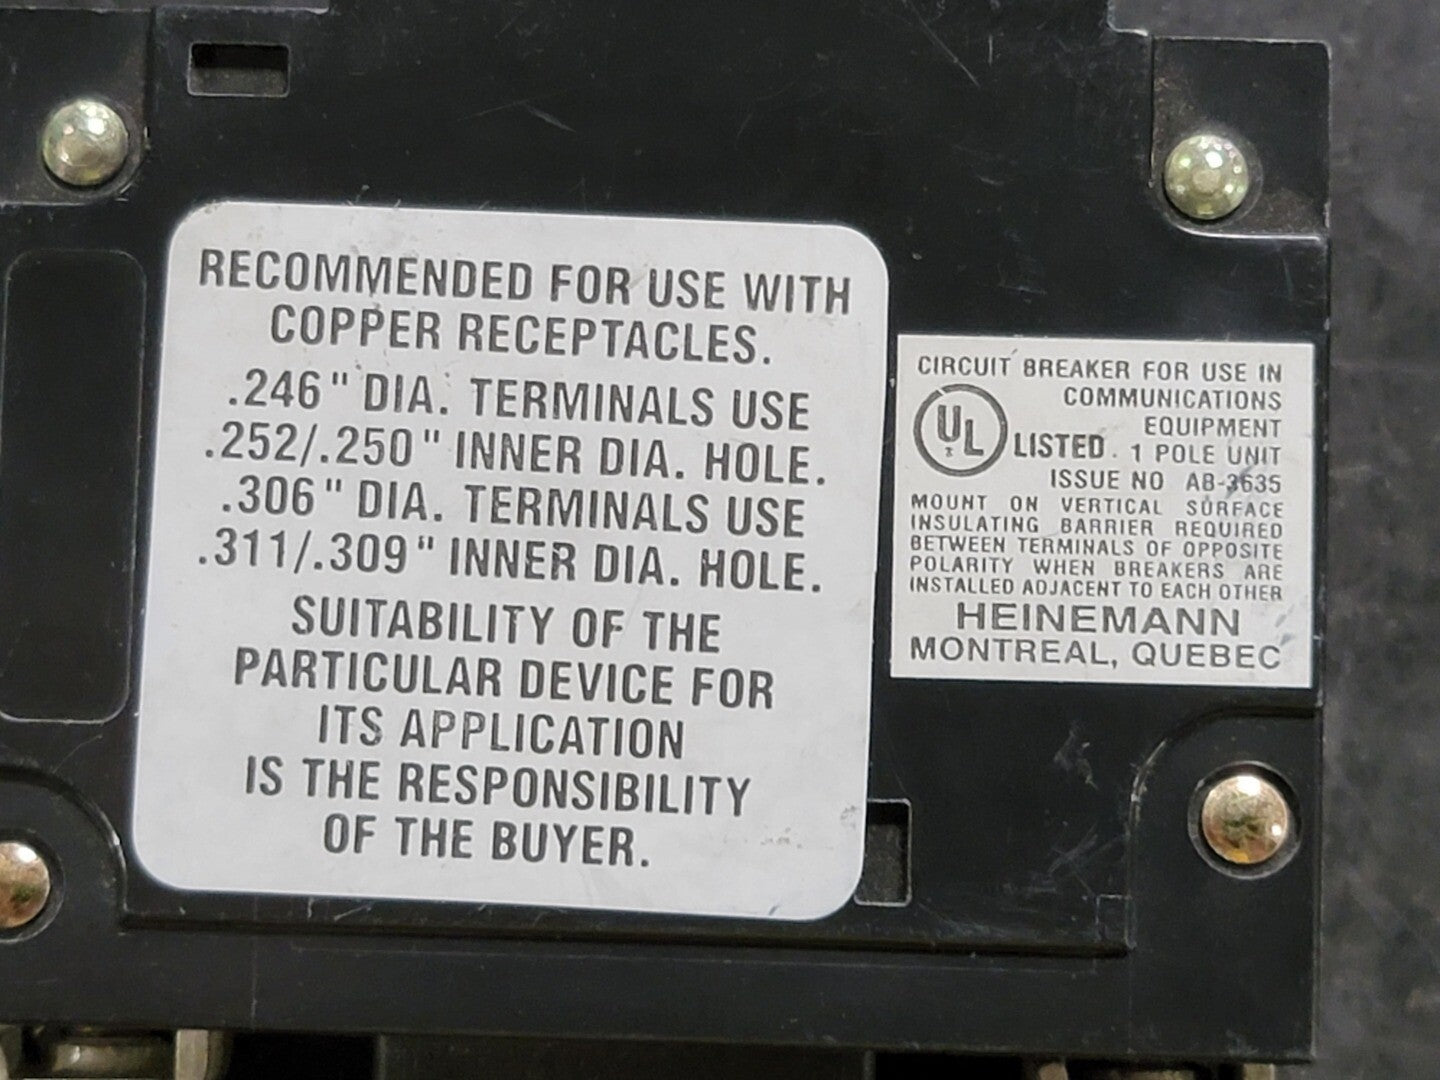 RECOMMENDED FOR USE WITH
COPPER RECEPTACLES.
.246" DIA. TERMINALS USE
.252/.250" INNER DIA. HOLE.
.306" DIA. TERMINALS USE
.311/.309" INNER DIA. HOLE.
SUITABILITY OF THE
PARTICULAR DEVICE FOR
ITS APPLICATION
IS THE RESPONSIBILITY
OF THE BUYER.
CIRCUIT BREAKER FOR USE IN
COMMUNICATIONS
EQUIPMENT
UL LISTED. 1 POLE UNIT
ISSUE NO AB-3635
MOUNT ON VERTICAL SURFACE
INSULATING BARRIER REQUIRED
BETWEEN TERMINALS OF OPPOSITE
POLARITY WHEN BREAKERS ARE
INSTALLED ADJACENT TO EACH OTHER
HEINEMANN
MONTREAL, QUEBEC